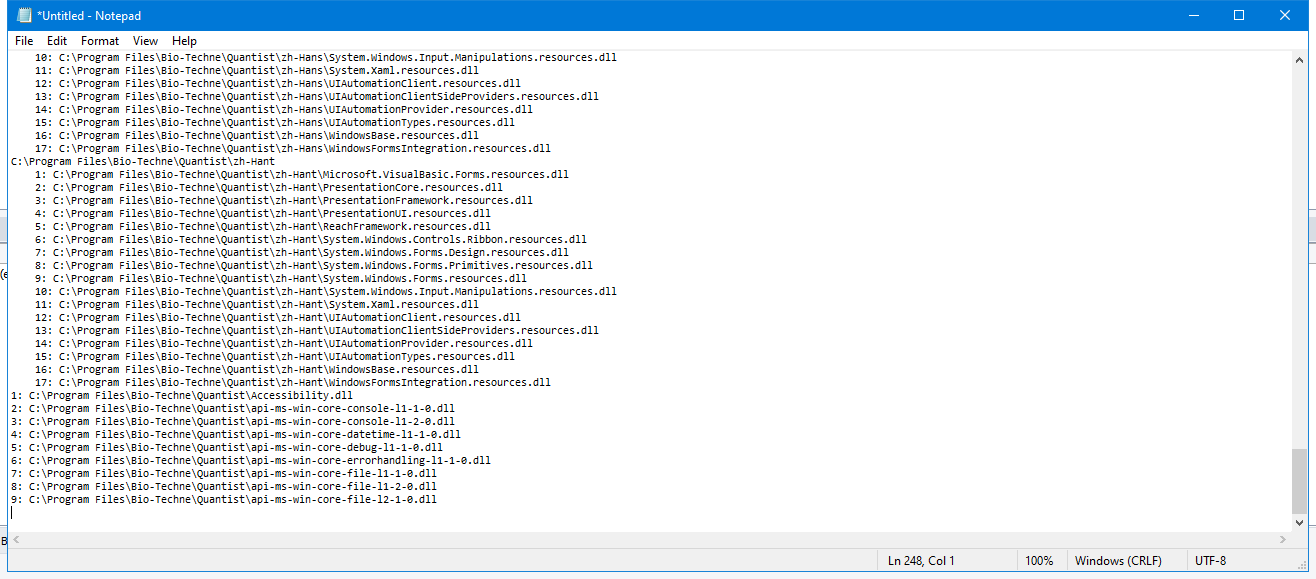 *Untitled - Notepad
File Edit Format View Help
10: C:\Program Files\Bio-Techne\Quantist\zh-Hans\System.Windows.Input.Manipulations.resources.dll
11: C:\Program Files\Bio-Techne\Quantist\zh-Hans\System.Xaml.resources.dll
12: C:\Program Files\Bio-Techne\Quantist\zh-Hans\UIAutomationClient.resources.dll
13: C:\Program Files\Bio-Techne\Quantist\zh-Hans\UIAutomationClientSideProviders.resources.dll
14: C:\Program Files\Bio-Techne\Quantist\zh-Hans\UIAutomationProvider.resources.dll
15: C:\Program Files\Bio-Techne\Quantist\zh-Hans\UIAutomationTypes.resources.dll
16: C:\Program Files\Bio-Techne\Quantist\zh-Hans\WindowsBase.resources.dll
17: C:\Program Files\Bio-Techne\Quantist\zh-Hans\WindowsFormsIntegration.resources.dll
C:\Program Files\Bio-Techne\Quantist\zh-Hant
1: C:\Program Files\Bio-Techne\Quantist\zh-Hant\Microsoft.VisualBasic.Forms.resources.dll
2: C:\Program Files\Bio-Techne\Quantist\zh-Hant\PresentationCore.resources.dll
3: C:\Program Files\Bio-Techne\Quantist\zh-Hant\PresentationFramework.resources.dll
4: C:\Program Files\Bio-Techne\Quantist\zh-Hant\PresentationUI.resources.dll
5: C:\Program Files\Bio-Techne\Quantist\zh-Hant\ReachFramework.resources.dll
6: C:\Program Files\Bio-Techne\Quantist\zh-Hant\System.Windows.Controls.Ribbon.resources.dll
7: C:\Program Files\Bio-Techne\Quantist\zh-Hant\System.Windows.Forms.Design.resources.dll
8: C:\Program Files\Bio-Techne\Quantist\zh-Hant\System.Windows.Forms.Primitives.resources.dll
9: C:\Program Files\Bio-Techne\Quantist\zh-Hant\System.Windows.Forms.resources.dll
10: C:\Program Files\Bio-Techne\Quantist\zh-Hant\System.Windows.Input.Manipulations.resources.dll
11: C:\Program Files\Bio-Techne\Quantist\zh-Hant\System.Xaml.resources.dll
12: C:\Program Files\Bio-Techne\Quantist\zh-Hant\UIAutomationClient.resources.dll
13: C:\Program Files\Bio-Techne\Quantist\zh-Hant\UIAutomationClientSideProviders.resources.dll
14: C:\Program Files\Bio-Techne\Quantist\zh-Hant\UIAutomationProvider.resources.dll
15: C:\Program Files\Bio-Techne\Quantist\zh-Hant\UIAutomationTypes.resources.dll
16: C:\Program Files\Bio-Techne\Quantist\zh-Hant\WindowsBase.resources.dll
17: C:\Program Files\Bio-Techne\Quantist\zh-Hant\WindowsFormsIntegration.resources.dll
1: C:\Program Files\Bio-Techne\Quantist\Accessibility.dll
2: C:\Program Files\Bio-Techne\Quantist\api-ms-win-core-console-l1-1-0.dll
3: C:\Program Files\Bio-Techne\Quantist\api-ms-win-core-console-l1-2-0.dll
4: C:\Program Files\Bio-Techne\Quantist\api-ms-win-core-datetime-l1-1-0.dll
5: C:\Program Files\Bio-Techne\Quantist\api-ms-win-core-debug-l1-1-0.dll
6: C:\Program Files\Bio-Techne\Quantist\api-ms-win-core-errorhandling-l1-1-0.dll
7: C:\Program Files\Bio-Techne\Quantist\api-ms-win-core-file-l1-1-0.dll
8: C:\Program Files\Bio-Techne\Quantist\api-ms-win-core-file-l1-2-0.dll
9: C:\Program Files\Bio-Techne\Quantist\api-ms-win-core-file-l2-1-0.dll
Ln 248, Col 1 100% Windows (CRLF) UTF-8